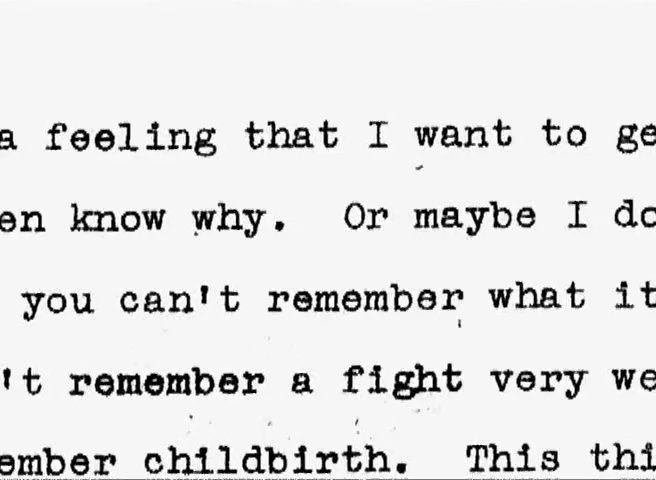 a feeling that I want to ge
en know why. Or maybe I do
you can't remember what it
't remember a fight very we
ember childbirth. This thi